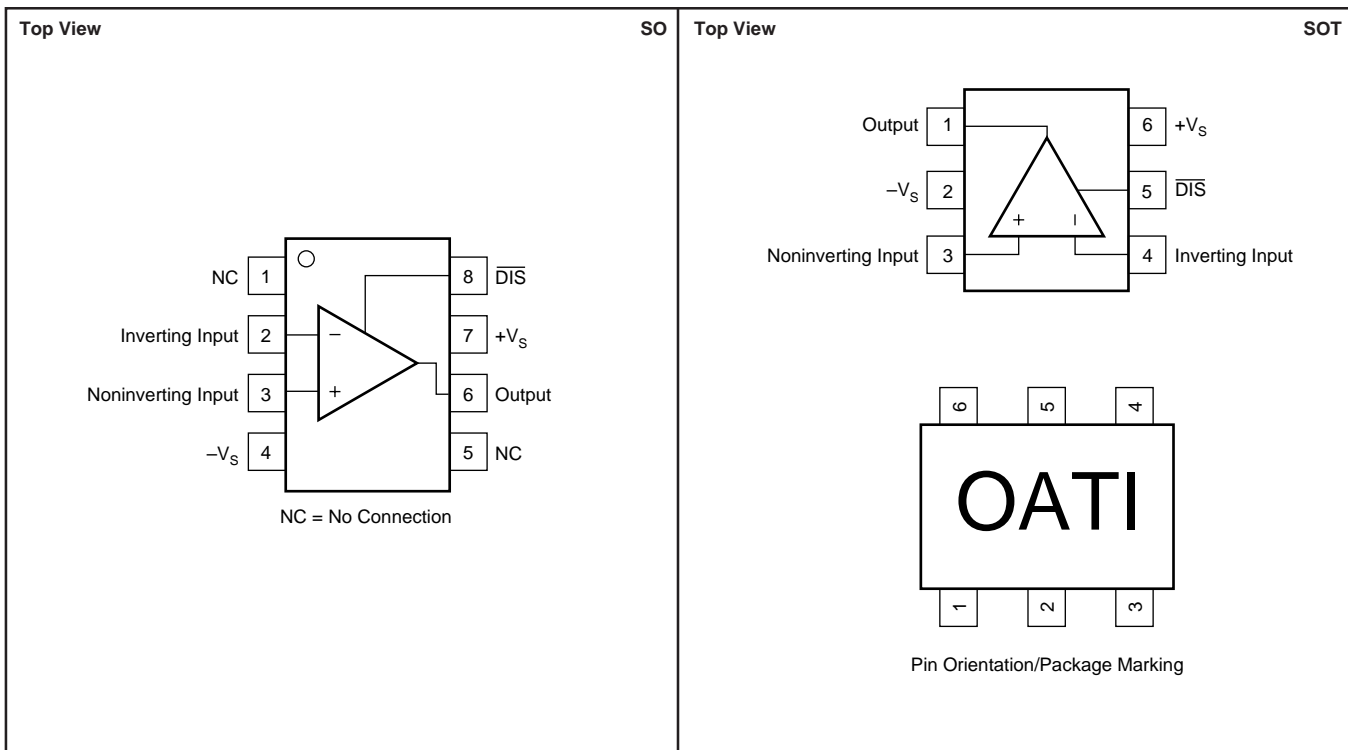 Top View SO
NC 1
8 D̅I̅S̅
Inverting Input 2
7 +VS
Noninverting Input 3
6 Output
–VS 4
5 NC
− +
NC = No Connection
Top View SOT
Output 1
6 +VS
–VS 2
5 D̅I̅S̅
Noninverting Input 3
4 Inverting Input
+ −
6 5 4
OATI
1 2 3
Pin Orientation/Package Marking